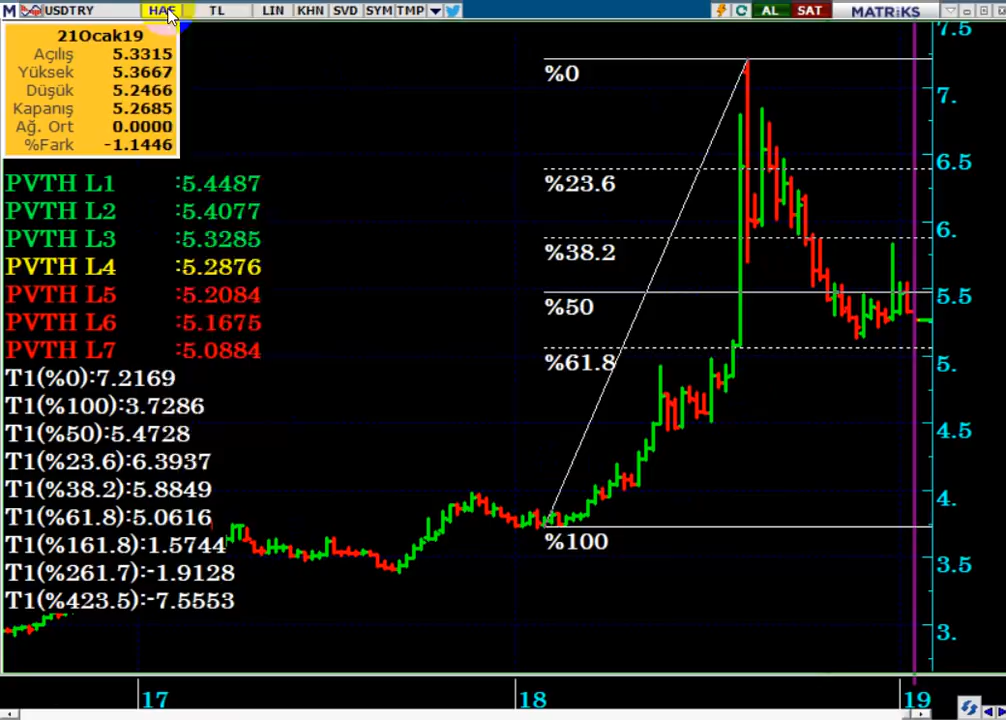 M USDTRY HAF TL LIN KHN SVD SYM TMP AL SAT MATRiKS
21Ocak19
Açılış 5.3315
Yüksek 5.3667
Düşük 5.2466
Kapanış 5.2685
Ağ. Ort 0.0000
%Fark -1.1446
PVTH L1 :5.4487
PVTH L2 :5.4077
PVTH L3 :5.3285
PVTH L4 :5.2876
PVTH L5 :5.2084
PVTH L6 :5.1675
PVTH L7 :5.0884
T1(%0):7.2169
T1(%100):3.7286
T1(%50):5.4728
T1(%23.6):6.3937
T1(%38.2):5.8849
T1(%61.8):5.0616
T1(%161.8):1.5744
T1(%261.7):-1.9128
T1(%423.5):-7.5553
%0
%23.6
%38.2
%50
%61.8
%100
7.5
7.
6.5
6.
5.5
5.
4.5
4.
3.5
3.
17 18 19